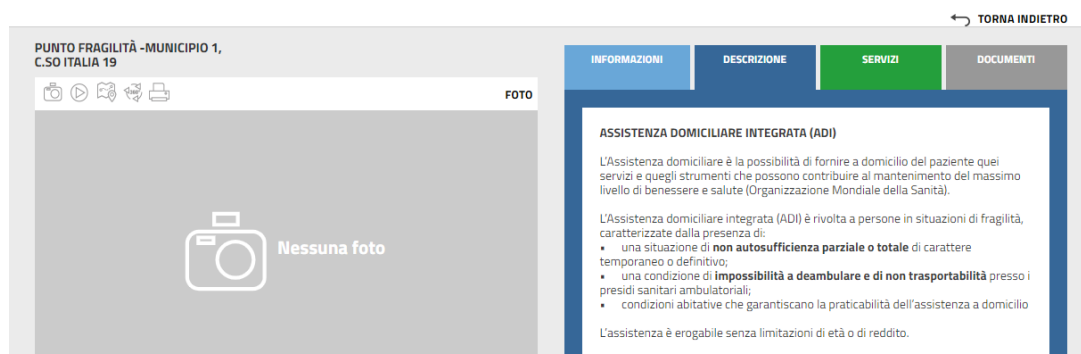 TORNA INDIETRO
PUNTO FRAGILITÀ -MUNICIPIO 1,
C.SO ITALIA 19
FOTO
Nessuna foto
INFORMAZIONI
DESCRIZIONE
SERVIZI
DOCUMENTI
ASSISTENZA DOMICILIARE INTEGRATA (ADI)
L'Assistenza domiciliare è la possibilità di fornire a domicilio del paziente quei
servizi e quegli strumenti che possono contribuire al mantenimento del massimo
livello di benessere e salute (Organizzazione Mondiale della Sanità).
L'Assistenza domiciliare integrata (ADI) è rivolta a persone in situazioni di fragilità,
caratterizzate dalla presenza di:
▪ una situazione di non autosufficienza parziale o totale di carattere
temporaneo o definitivo;
▪ una condizione di impossibilità a deambulare e di non trasportabilità presso i
presidi sanitari ambulatoriali;
▪ condizioni abitative che garantiscano la praticabilità dell'assistenza a domicilio
L'assistenza è erogabile senza limitazioni di età o di reddito.